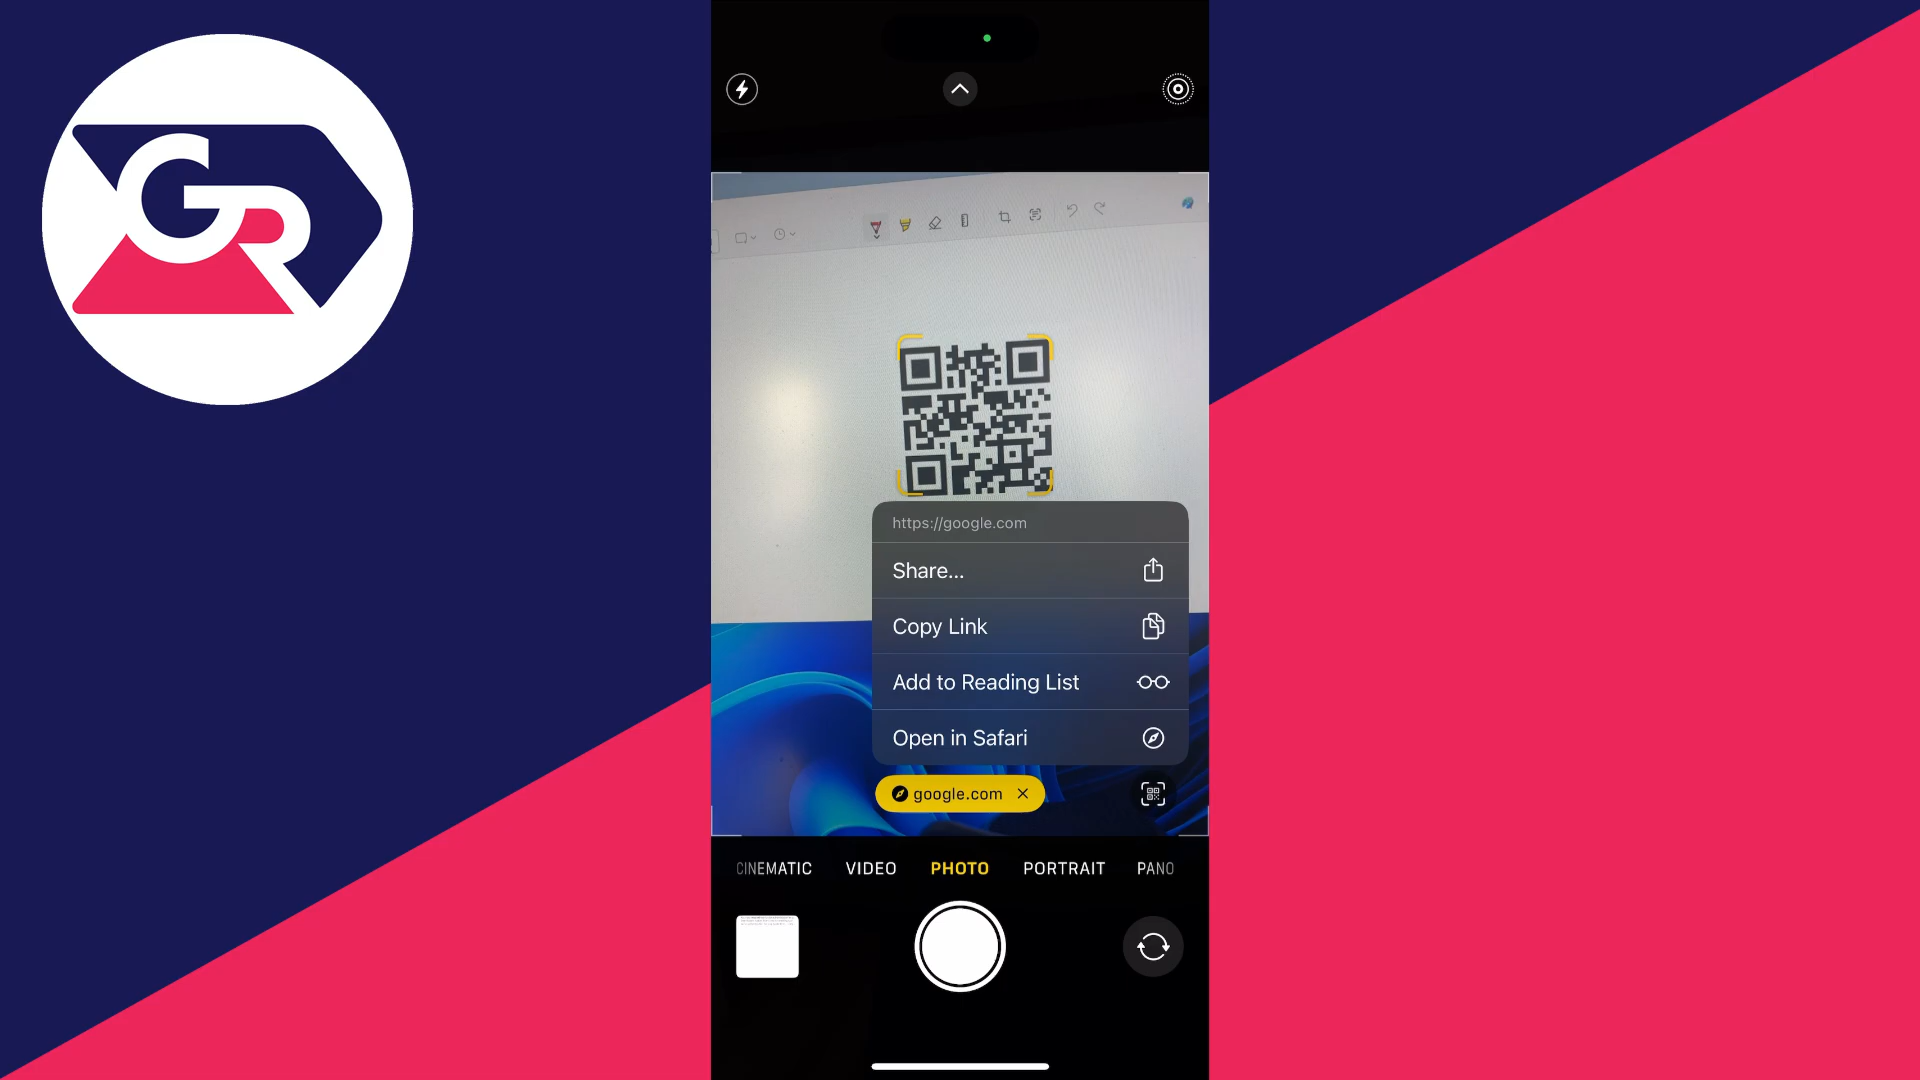 GR
https://google.com
Share...
Copy Link
Add to Reading List
Open in Safari
google.com
CINEMATIC VIDEO PHOTO PORTRAIT PANO